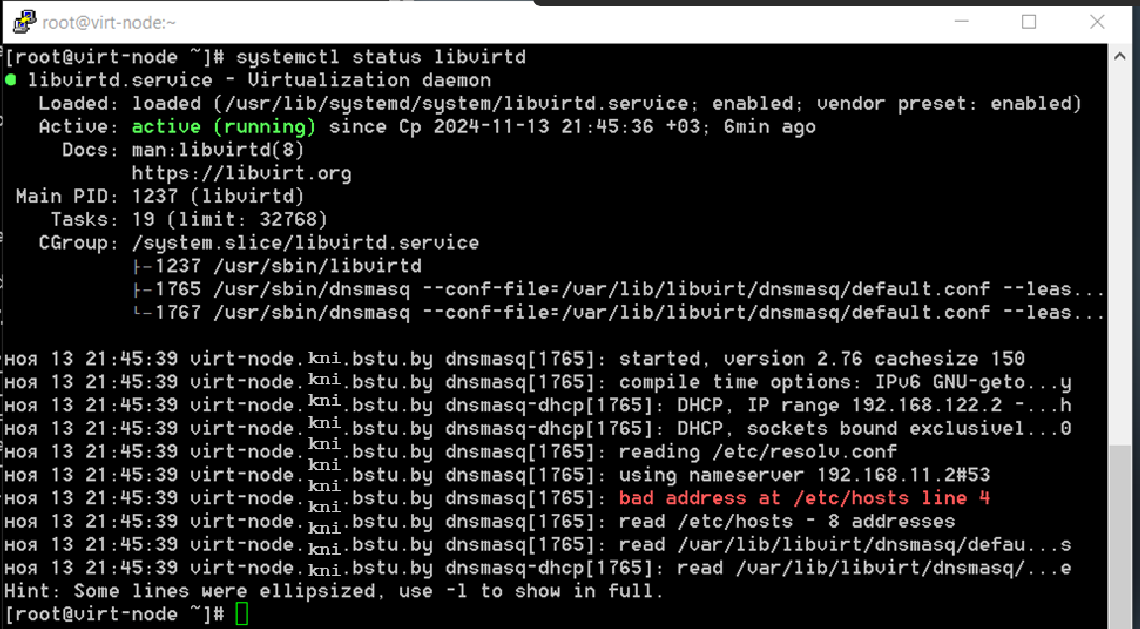 root@virt-node:~
[root@virt-node ~]# systemctl status libvirtd
● libvirtd.service - Virtualization daemon
Loaded: loaded (/usr/lib/systemd/system/libvirtd.service; enabled; vendor preset: enabled)
Active: active (running) since Ср 2024-11-13 21:45:36 +03; 6min ago
Docs: man:libvirtd(8)
https://libvirt.org
Main PID: 1237 (libvirtd)
Tasks: 19 (limit: 32768)
CGroup: /system.slice/libvirtd.service
├─1237 /usr/sbin/libvirtd
├─1765 /usr/sbin/dnsmasq --conf-file=/var/lib/libvirt/dnsmasq/default.conf --leas...
└─1767 /usr/sbin/dnsmasq --conf-file=/var/lib/libvirt/dnsmasq/default.conf --leas...
ноя 13 21:45:39 virt-node.kni.bstu.by dnsmasq[1765]: started, version 2.76 cachesize 150
ноя 13 21:45:39 virt-node.kni.bstu.by dnsmasq[1765]: compile time options: IPv6 GNU-geto...y
ноя 13 21:45:39 virt-node.kni.bstu.by dnsmasq-dhcp[1765]: DHCP, IP range 192.168.122.2 -...h
ноя 13 21:45:39 virt-node.kni.bstu.by dnsmasq-dhcp[1765]: DHCP, sockets bound exclusivel...0
ноя 13 21:45:39 virt-node.kni.bstu.by dnsmasq[1765]: reading /etc/resolv.conf
ноя 13 21:45:39 virt-node.kni.bstu.by dnsmasq[1765]: using nameserver 192.168.11.2#53
ноя 13 21:45:39 virt-node.kni.bstu.by dnsmasq[1765]: bad address at /etc/hosts line 4
ноя 13 21:45:39 virt-node.kni.bstu.by dnsmasq[1765]: read /etc/hosts - 8 addresses
ноя 13 21:45:39 virt-node.kni.bstu.by dnsmasq[1765]: read /var/lib/libvirt/dnsmasq/defau...s
ноя 13 21:45:39 virt-node.kni.bstu.by dnsmasq-dhcp[1765]: read /var/lib/libvirt/dnsmasq/...e
Hint: Some lines were ellipsized, use -l to show in full.
[root@virt-node ~]#